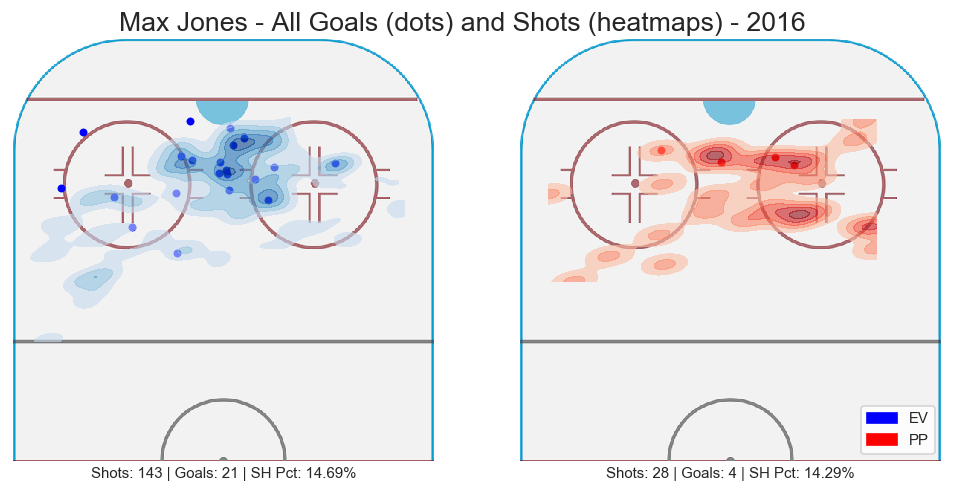 Max Jones - All Goals (dots) and Shots (heatmaps) - 2016
EV
PP
Shots: 143 | Goals: 21 | SH Pct: 14.69%
Shots: 28 | Goals: 4 | SH Pct: 14.29%